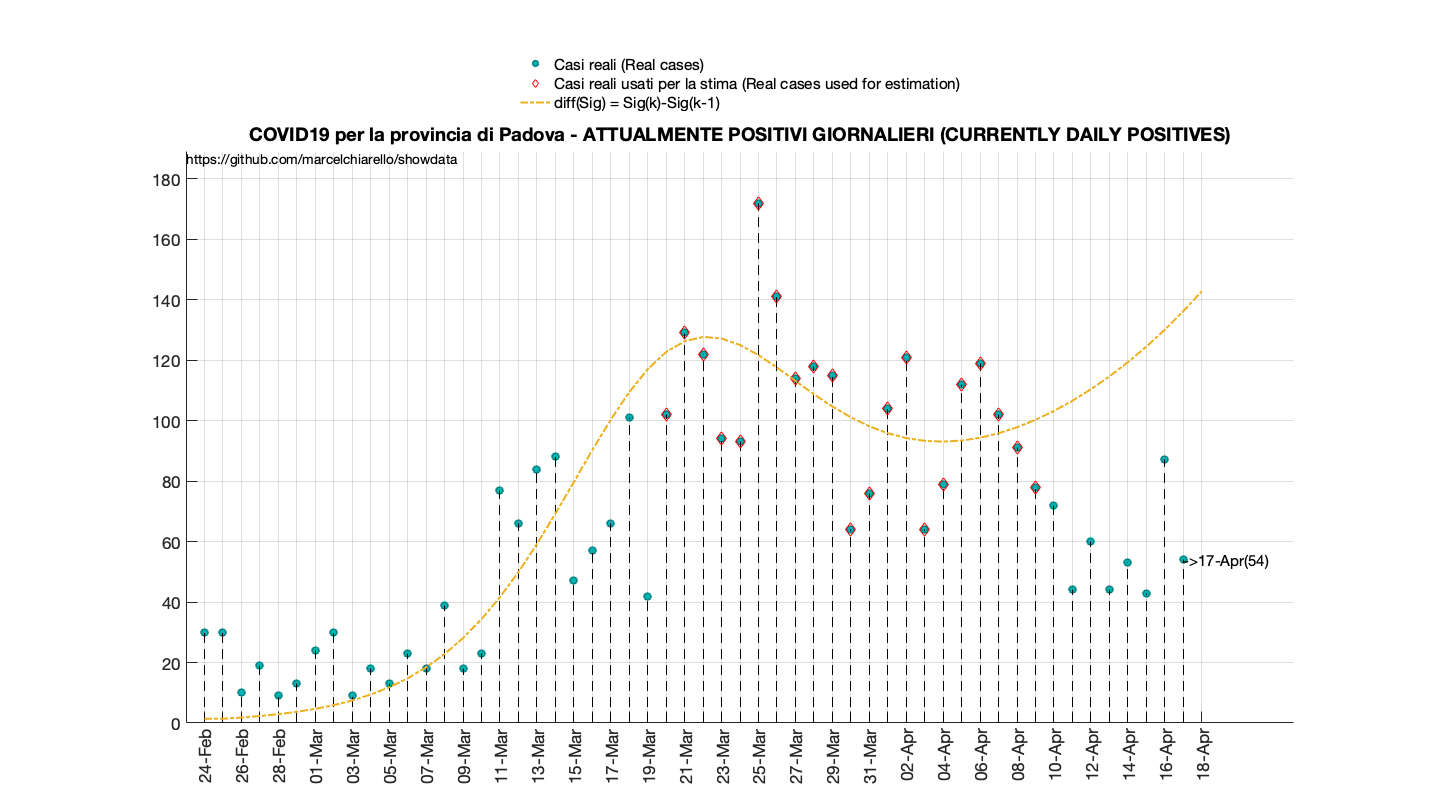 Casi reali (Real cases)
Casi reali usati per la stima (Real cases used for estimation)
diff(Sig) = Sig(k)-Sig(k-1)
COVID19 per la provincia di Padova - ATTUALMENTE POSITIVI GIORNALIERI (CURRENTLY DAILY POSITIVES)
https://github.com/marcelchiarello/showdata
180
160
140
120
100
80
60
40
20
0
->17-Apr(54)
24-Feb
26-Feb
28-Feb
01-Mar
03-Mar
05-Mar
07-Mar
09-Mar
11-Mar
13-Mar
15-Mar
17-Mar
19-Mar
21-Mar
23-Mar
25-Mar
27-Mar
29-Mar
31-Mar
02-Apr
04-Apr
06-Apr
08-Apr
10-Apr
12-Apr
14-Apr
16-Apr
18-Apr